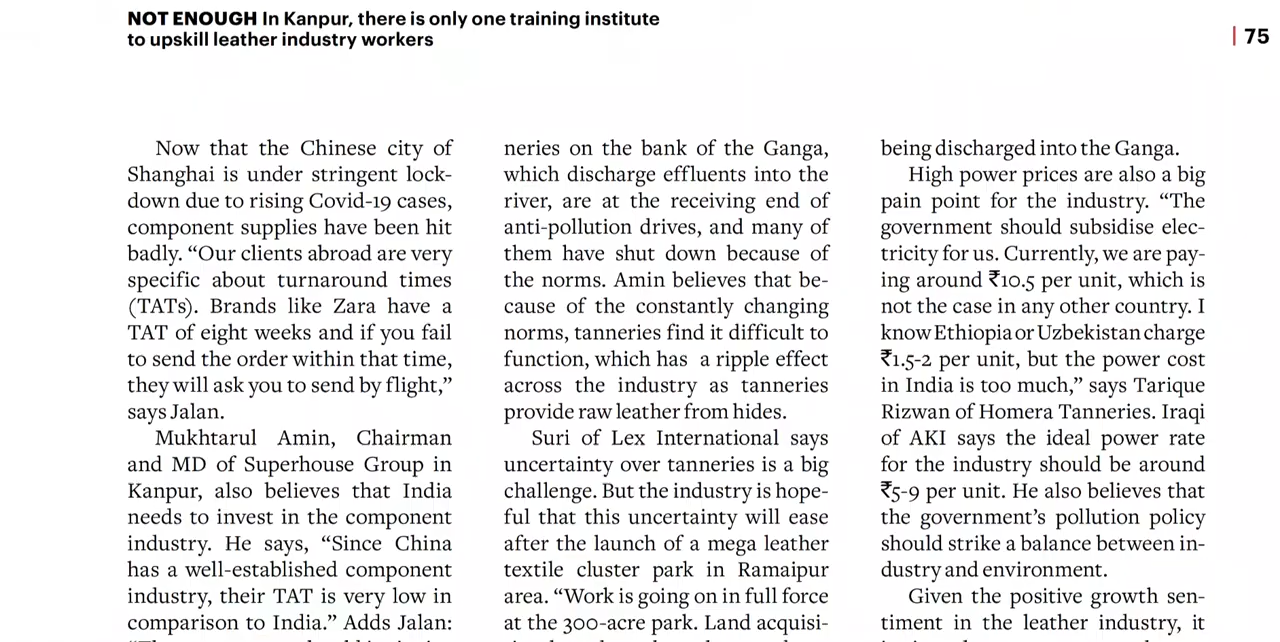 NOT ENOUGH In Kanpur, there is only one training institute
to upskill leather industry workers
75
Now that the Chinese city of
Shanghai is under stringent lock-
down due to rising Covid-19 cases,
component supplies have been hit
badly. “Our clients abroad are very
specific about turnaround times
(TATs). Brands like Zara have a
TAT of eight weeks and if you fail
to send the order within that time,
they will ask you to send by flight,”
says Jalan.
Mukhtarul Amin, Chairman
and MD of Superhouse Group in
Kanpur, also believes that India
needs to invest in the component
industry. He says, “Since China
has a well-established component
industry, their TAT is very low in
comparison to India.” Adds Jalan:
neries on the bank of the Ganga,
which discharge effluents into the
river, are at the receiving end of
anti-pollution drives, and many of
them have shut down because of
the norms. Amin believes that be-
cause of the constantly changing
norms, tanneries find it difficult to
function, which has a ripple effect
across the industry as tanneries
provide raw leather from hides.
Suri of Lex International says
uncertainty over tanneries is a big
challenge. But the industry is hope-
ful that this uncertainty will ease
after the launch of a mega leather
textile cluster park in Ramaipur
area. “Work is going on in full force
at the 300-acre park. Land acquisi-
being discharged into the Ganga.
High power prices are also a big
pain point for the industry. “The
government should subsidise elec-
tricity for us. Currently, we are pay-
ing around ₹10.5 per unit, which is
not the case in any other country. I
know Ethiopia or Uzbekistan charge
₹1.5-2 per unit, but the power cost
in India is too much,” says Tarique
Rizwan of Homera Tanneries. Iraqi
of AKI says the ideal power rate
for the industry should be around
₹5-9 per unit. He also believes that
the government’s pollution policy
should strike a balance between in-
dustry and environment.
Given the positive growth sen-
timent in the leather industry, it